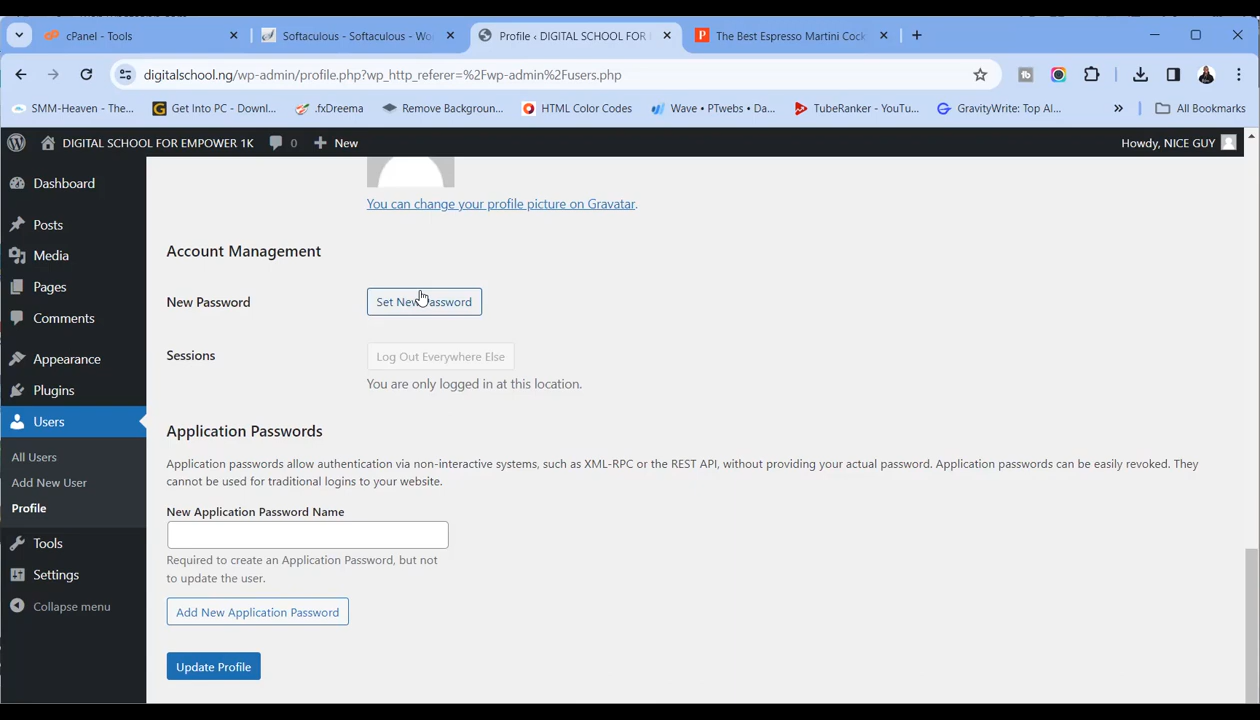 cPanel - Tools
Softaculous - Softaculous - Wo
Profile ‹ DIGITAL SCHOOL FOR E
The Best Espresso Martini Cock
digitalschool.ng/wp-admin/profile.php?wp_http_referer=%2Fwp-admin%2Fusers.php
SMM-Heaven - The...
Get Into PC - Downl...
.fxDreema
Remove Backgroun...
HTML Color Codes
Wave • PTwebs • Da...
TubeRanker - YouTu...
GravityWrite: Top AI...
All Bookmarks
DIGITAL SCHOOL FOR EMPOWER 1K
0
New
Howdy, NICE GUY
Dashboard
Posts
Media
Pages
Comments
Appearance
Plugins
Users
All Users
Add New User
Profile
Tools
Settings
Collapse menu
You can change your profile picture on Gravatar.
Account Management
New Password
Set New Password
Sessions
Log Out Everywhere Else
You are only logged in at this location.
Application Passwords
Application passwords allow authentication via non-interactive systems, such as XML-RPC or the REST API, without providing your actual password. Application passwords can be easily revoked. They
cannot be used for traditional logins to your website.
New Application Password Name
Required to create an Application Password, but not
to update the user.
Add New Application Password
Update Profile